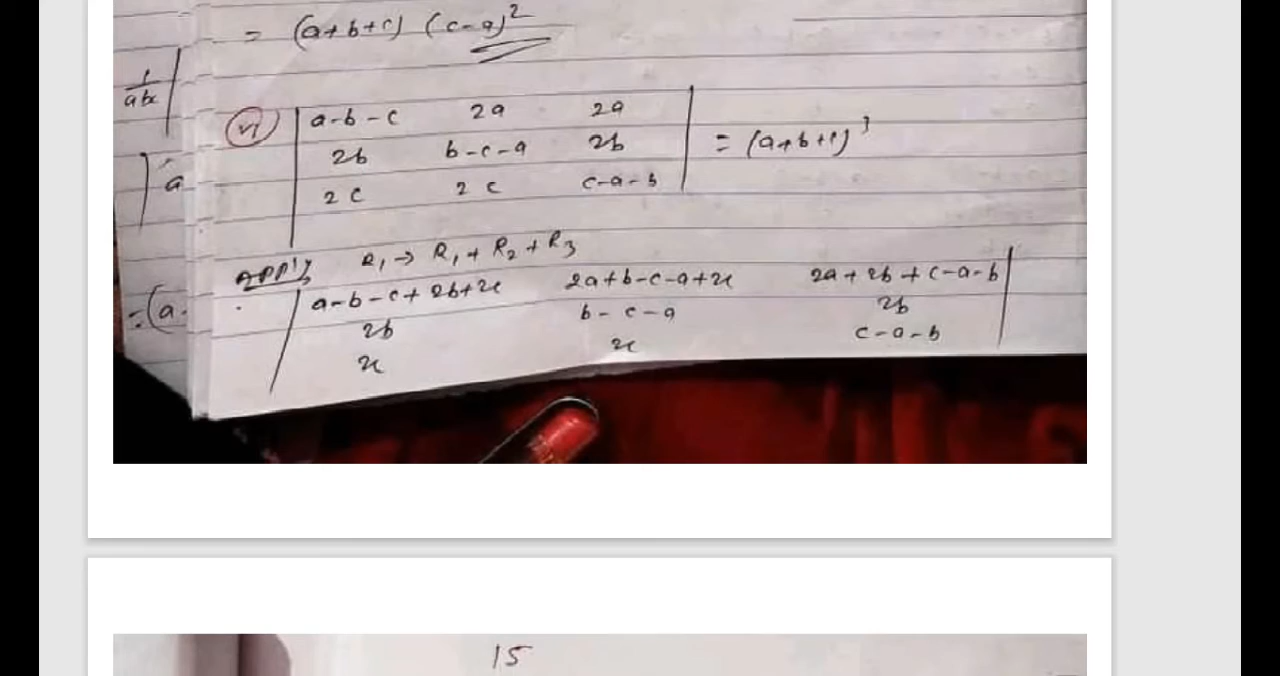 = (a+b+c) (c-a)²
1/abc
vi) | a-b-c 2a 2a |
| 2b b-c-a 2b | = (a+b+c)³
a | 2c 2c c-a-b |
APPly R₁ → R₁ + R₂ + R₃
=(a | a-b-c+2b+2c 2a+b-c-a+2c 2a+2b+c-a-b |
| 2b b-c-a 2b |
| 2c 2c c-a-b |
15